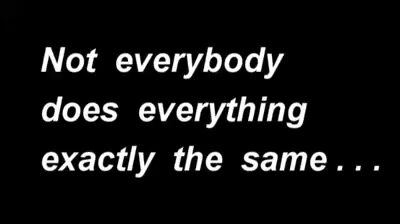 Not everybody
does everything
exactly the same . . .